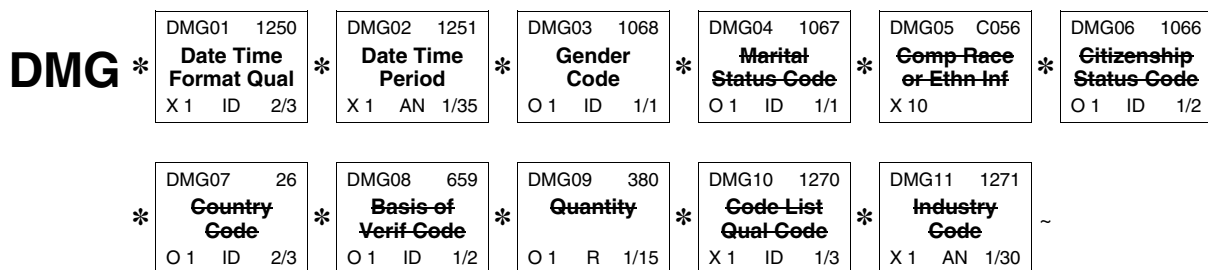 DMG * DMG01 1250 * DMG02 1251 * DMG03 1068 * DMG04 1067 * DMG05 C056 * DMG06 1066
Date Time Date Time Gender Marital Comp Race Citizenship
Format Qual Period Code Status Code or Ethn Inf Status Code
X 1 ID 2/3 X 1 AN 1/35 O 1 ID 1/1 O 1 ID 1/1 X 10 O 1 ID 1/2
* DMG07 26 * DMG08 659 * DMG09 380 * DMG10 1270 * DMG11 1271 ~
Country Basis of Quantity Code List Industry
Code Verif Code Qual Code Code
O 1 ID 2/3 O 1 ID 1/2 O 1 R 1/15 X 1 ID 1/3 X 1 AN 1/30